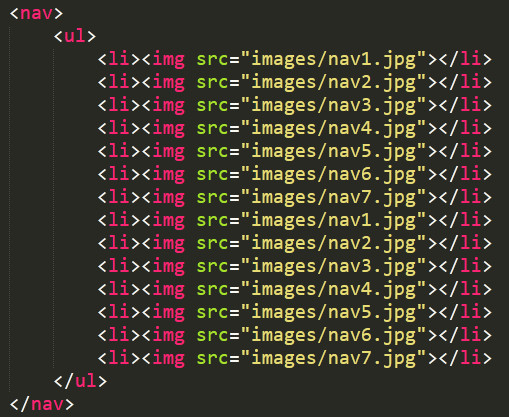 <nav>
<ul>
<li><img src="images/nav1.jpg"></li>
<li><img src="images/nav2.jpg"></li>
<li><img src="images/nav3.jpg"></li>
<li><img src="images/nav4.jpg"></li>
<li><img src="images/nav5.jpg"></li>
<li><img src="images/nav6.jpg"></li>
<li><img src="images/nav7.jpg"></li>
<li><img src="images/nav1.jpg"></li>
<li><img src="images/nav2.jpg"></li>
<li><img src="images/nav3.jpg"></li>
<li><img src="images/nav4.jpg"></li>
<li><img src="images/nav5.jpg"></li>
<li><img src="images/nav6.jpg"></li>
<li><img src="images/nav7.jpg"></li>
</ul>
</nav>